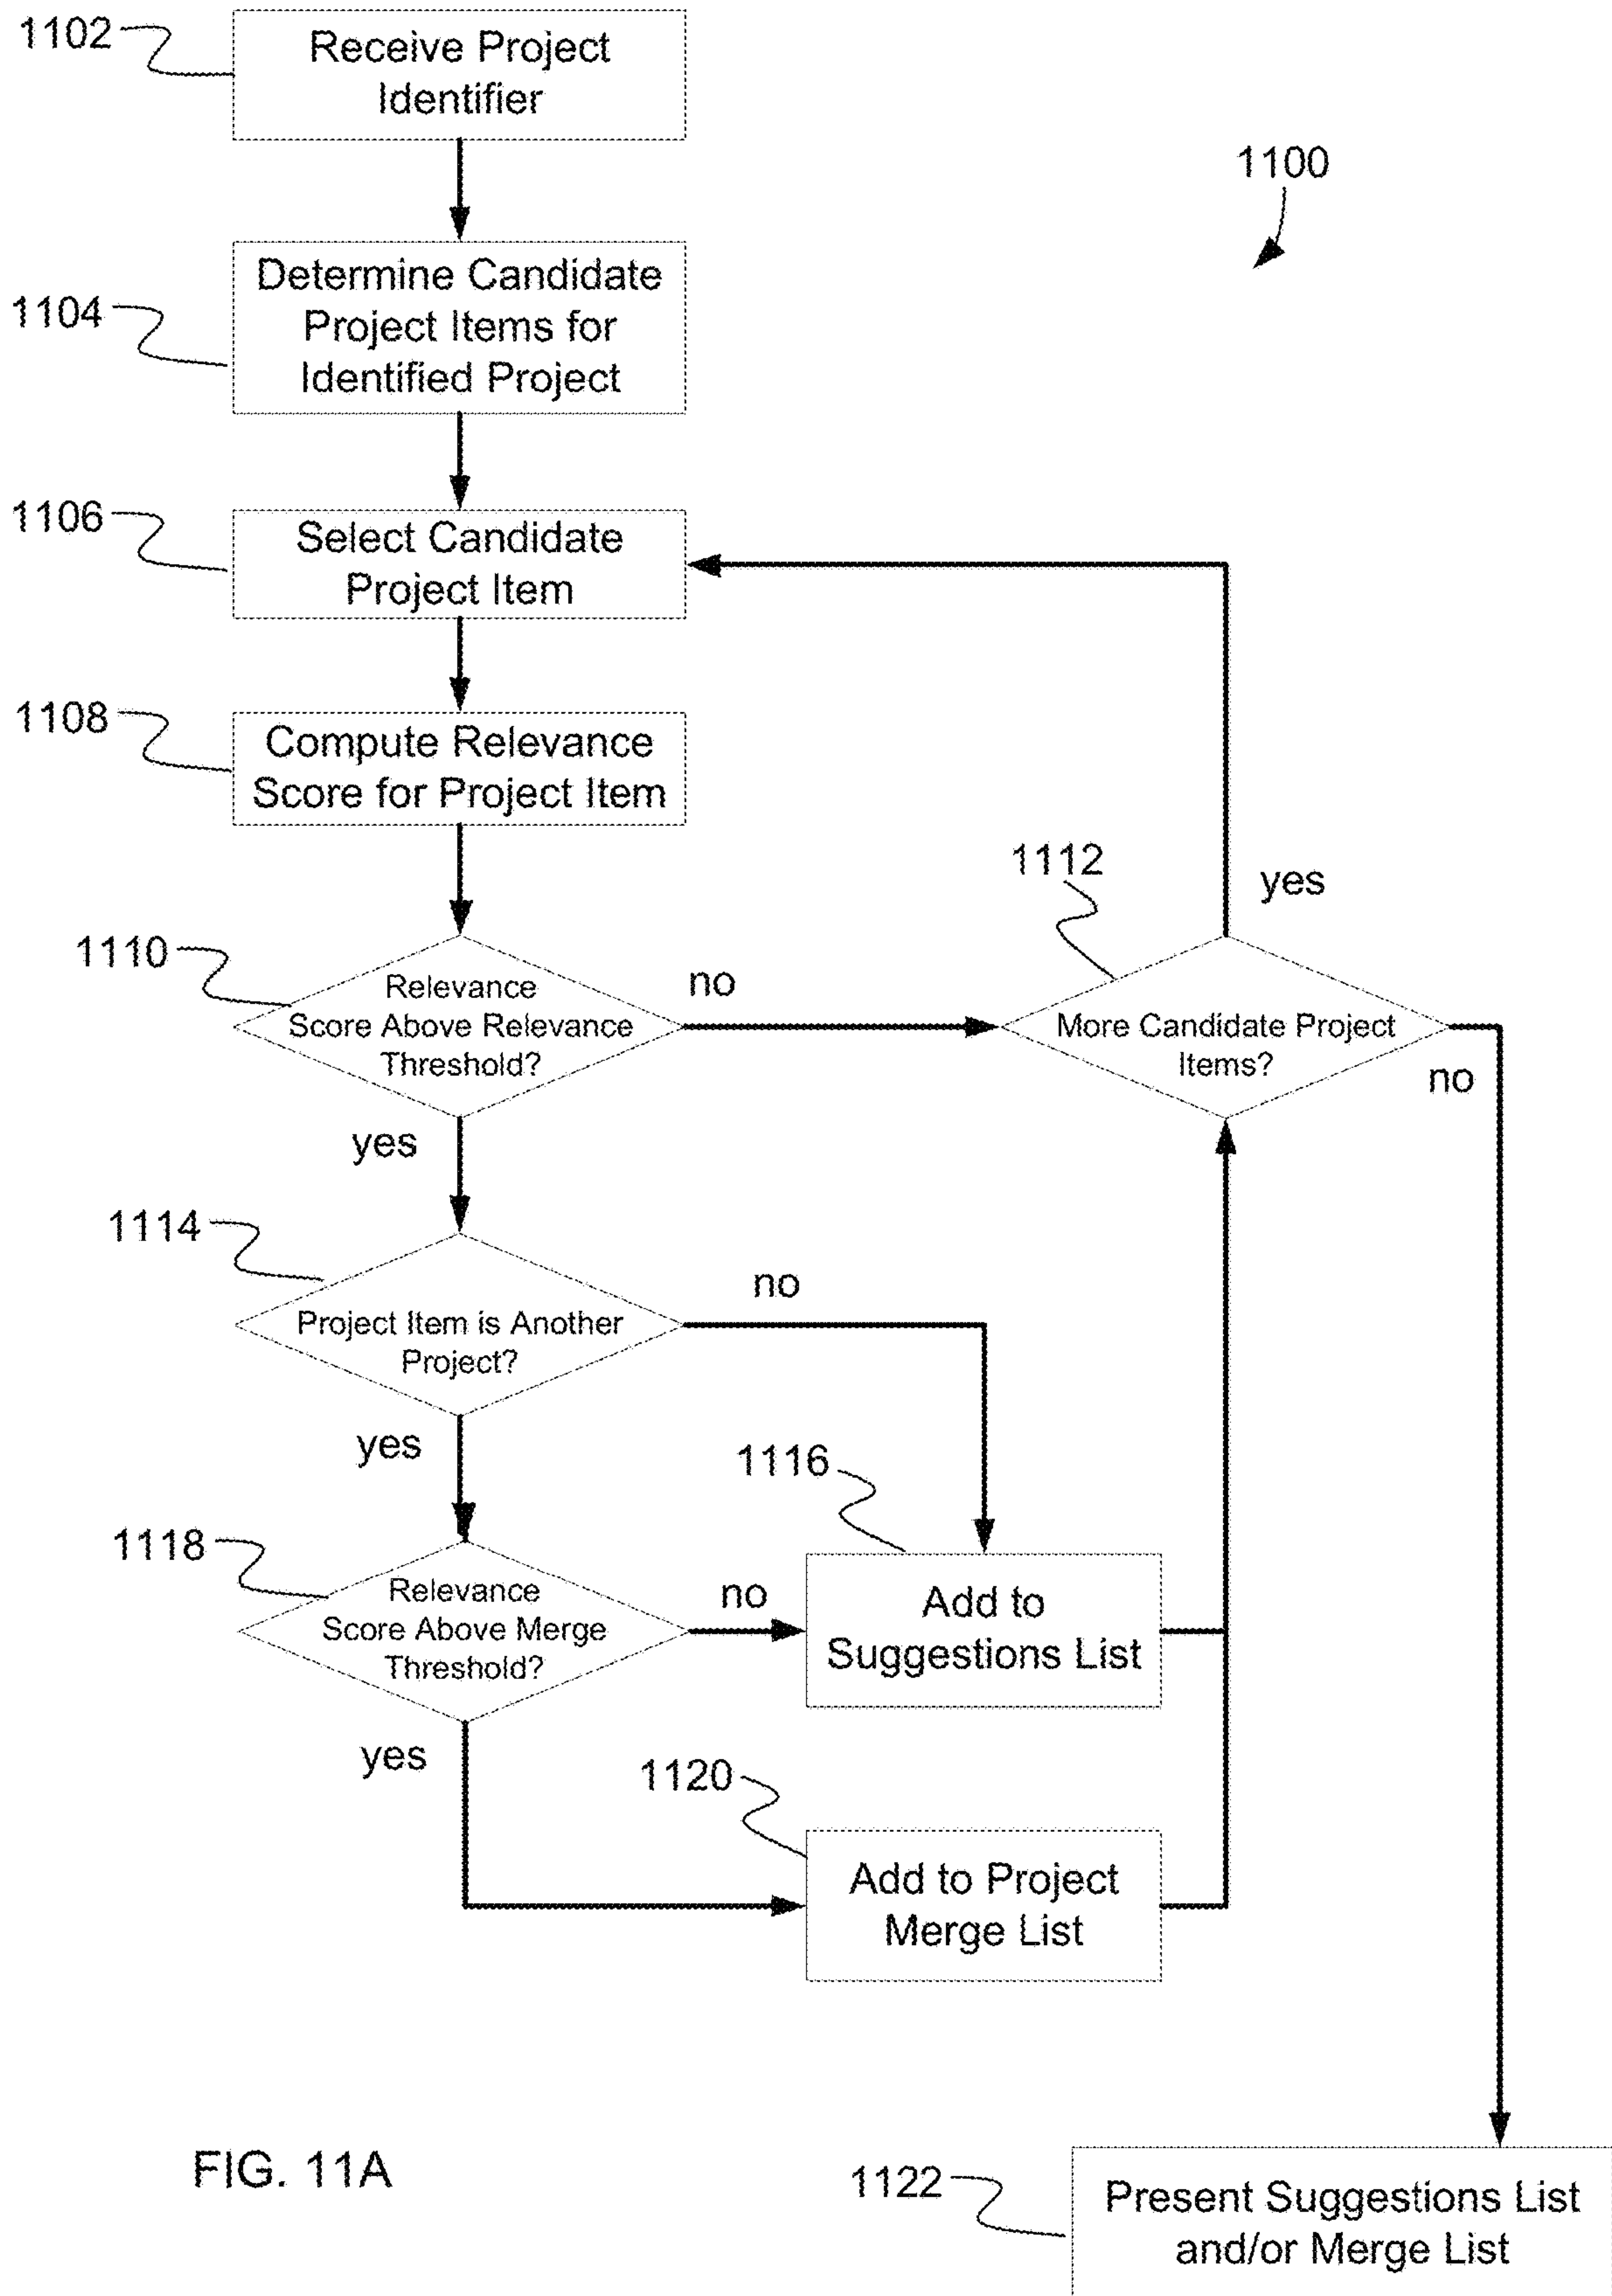 1102
Receive Project
Identifier
1100
1104
Determine Candidate
Project Items for
Identified Project
1106
Select Candidate
Project Item
1108
Compute Relevance
Score for Project Item
1112
yes
1110
Relevance
Score Above Relevance
Threshold?
no
More Candidate Project
Items?
no
yes
1114
Project Item is Another
Project?
no
yes
1116
1118
Relevance
Score Above Merge
Threshold?
no
Add to
Suggestions List
yes
1120
Add to Project
Merge List
FIG. 11A
1122
Present Suggestions List
and/or Merge List